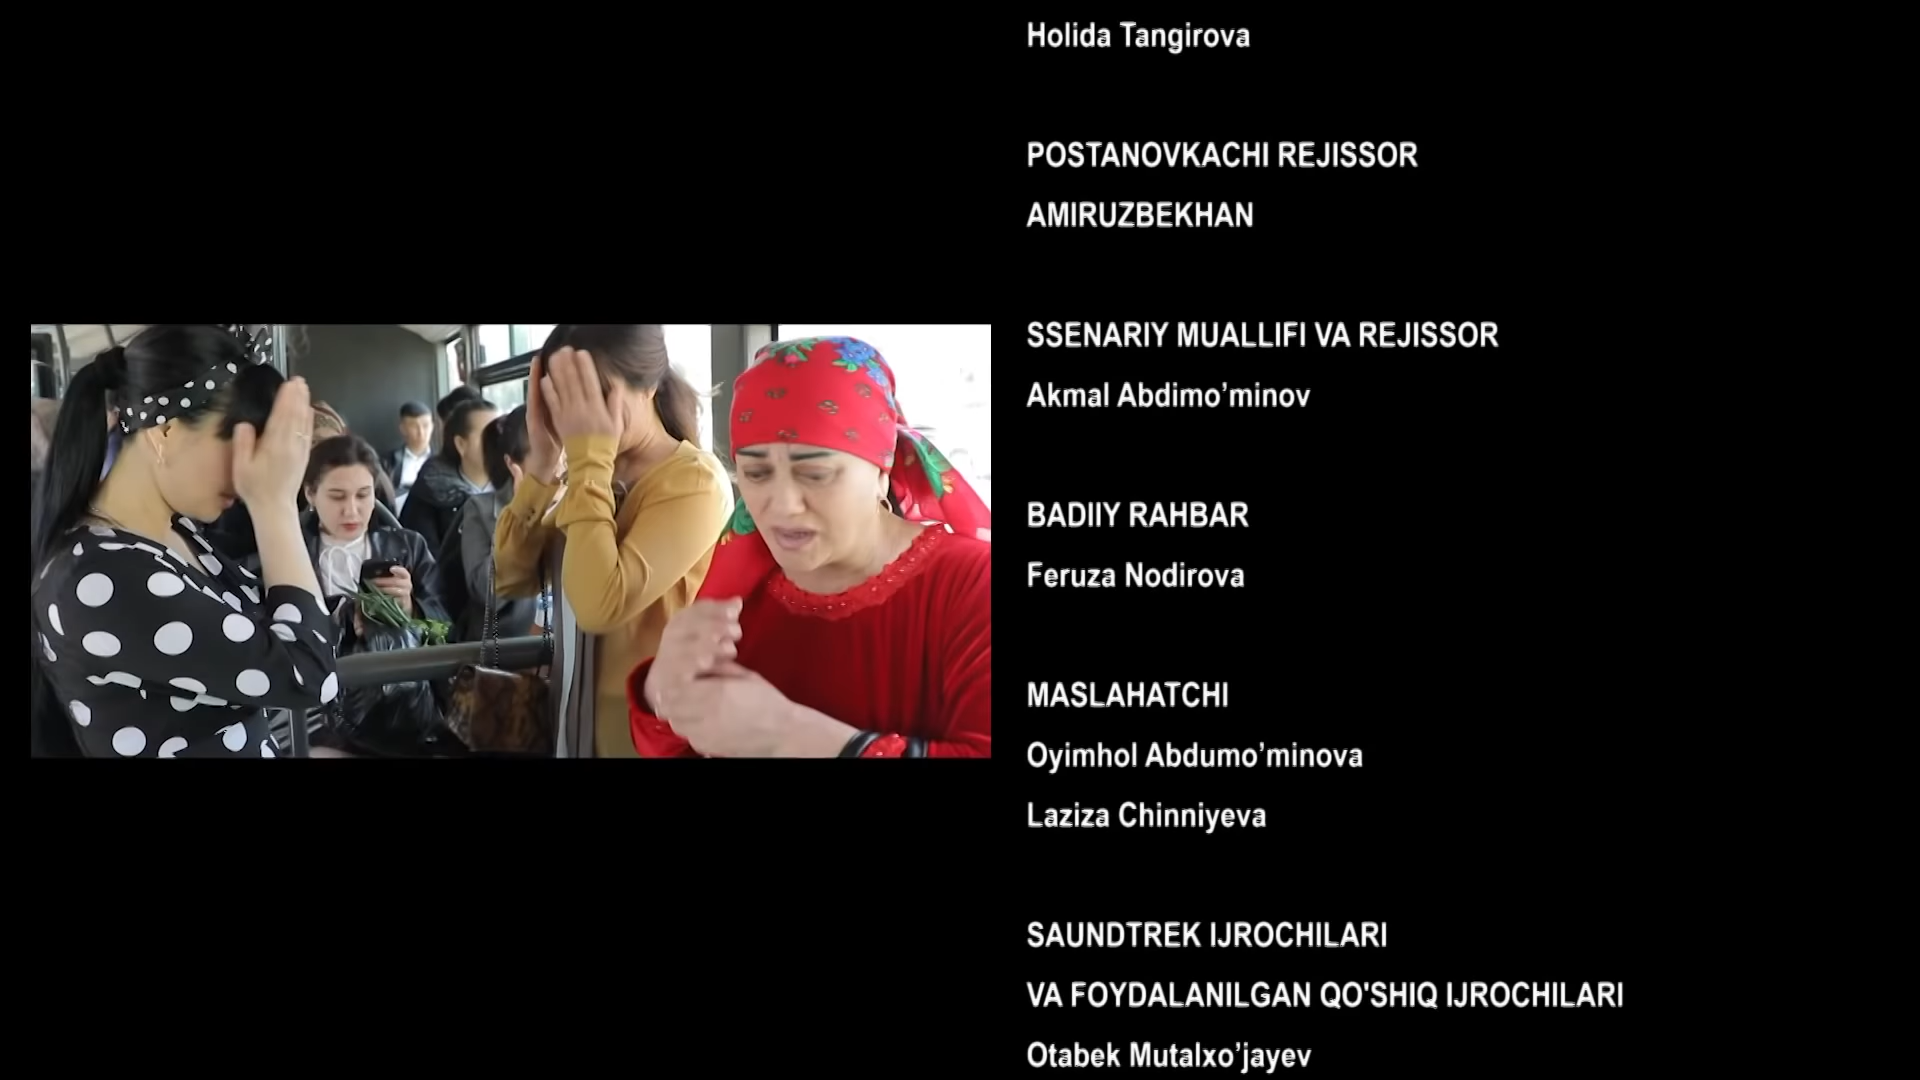 Holida Tangirova
POSTANOVKACHI REJISSOR
AMIRUZBEKHAN
SSENARIY MUALLIFI VA REJISSOR
Akmal Abdimo’minov
BADIIY RAHBAR
Feruza Nodirova
MASLAHATCHI
Oyimhol Abdumo’minova
Laziza Chinniyeva
SAUNDTREK IJROCHILARI
VA FOYDALANILGAN QO'SHIQ IJROCHILARI
Otabek Mutalxo’jayev